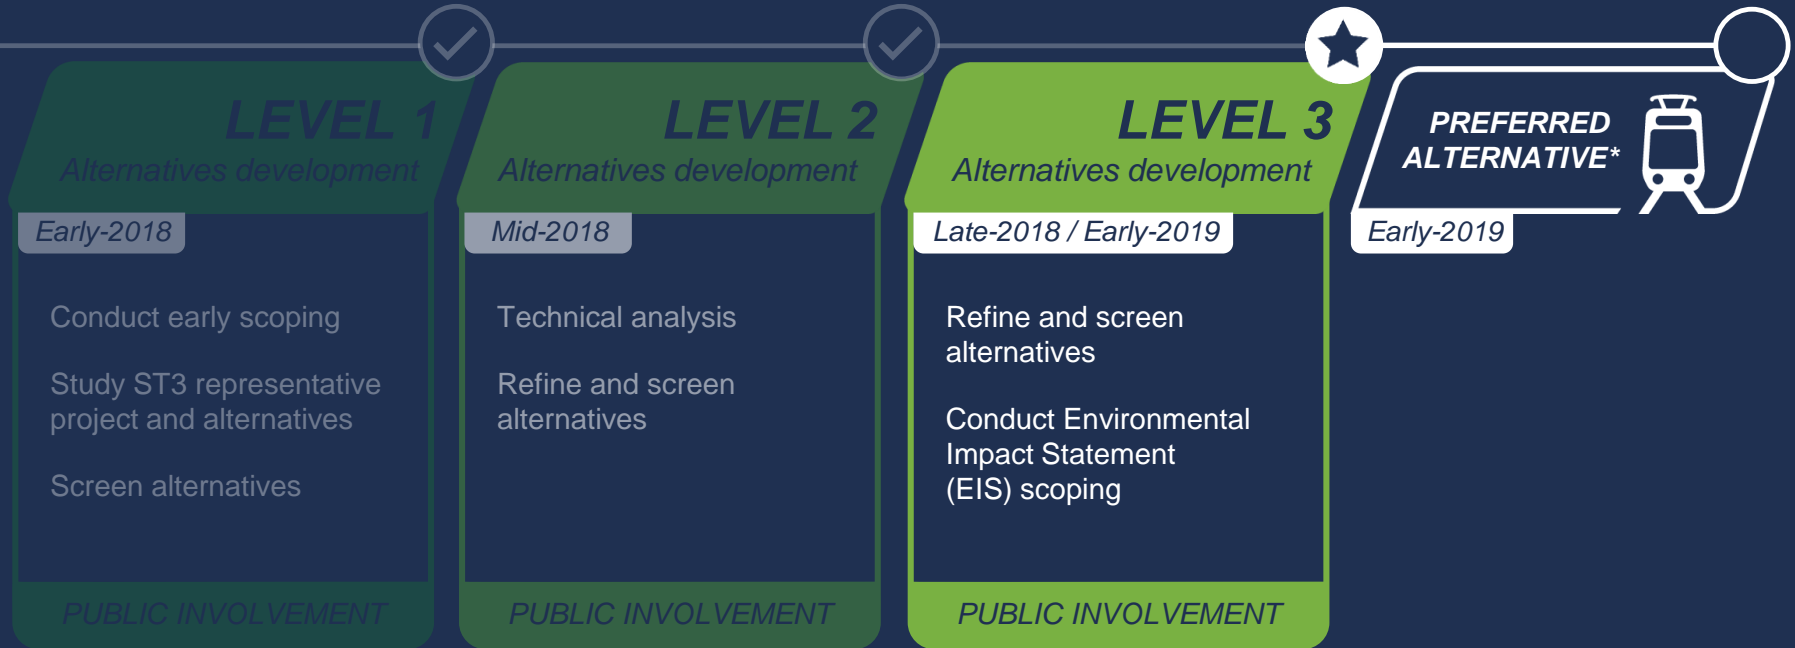 LEVEL 1
Alternatives development
Early-2018
Conduct early scoping
Study ST3 representative
project and alternatives
Screen alternatives
PUBLIC INVOLVEMENT
LEVEL 2
Alternatives development
Mid-2018
Technical analysis
Refine and screen
alternatives
PUBLIC INVOLVEMENT
LEVEL 3
Alternatives development
Late-2018 / Early-2019
Refine and screen
alternatives
Conduct Environmental
Impact Statement
(EIS) scoping
PUBLIC INVOLVEMENT
PREFERRED
ALTERNATIVE*
Early-2019